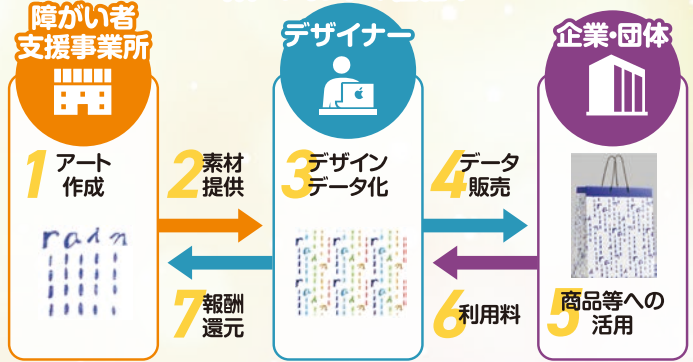 障がい者
支援事業所
デザイナー
企業・団体
1 アート
作成
2 素材
提供
3 デザイン
データ化
4 データ
販売
5 商品等への
活用
6 利用料
7 報酬
還元
rain